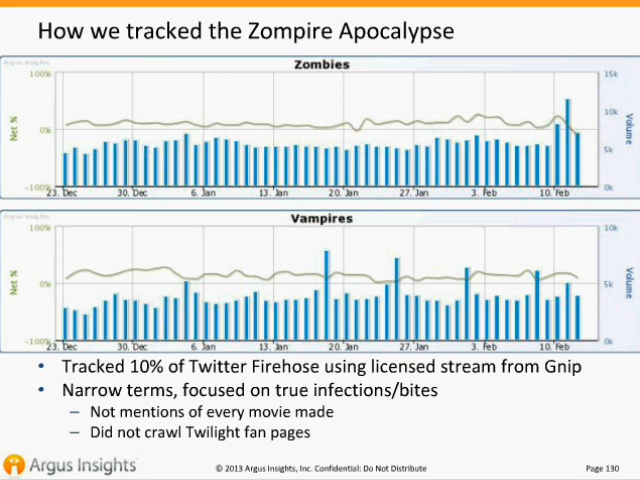 How we tracked the Zompire Apocalypse
Argus Insights
Zombies
100%
0%
-100%
Net %
15k
10k
5k
0k
Volume
23. Dec 30. Dec 6. Jan 13. Jan 20. Jan 27. Jan 3. Feb 10. Feb
Argus Insights
Vampires
100%
0%
-100%
Net %
10k
5k
0k
Volume
23. Dec 30. Dec 6. Jan 13. Jan 20. Jan 27. Jan 3. Feb 10. Feb
• Tracked 10% of Twitter Firehose using licensed stream from Gnip
• Narrow terms, focused on true infections/bites
– Not mentions of every movie made
– Did not crawl Twilight fan pages
Argus Insights
© 2013 Argus Insights, Inc. Confidential: Do Not Distribute
Page 130